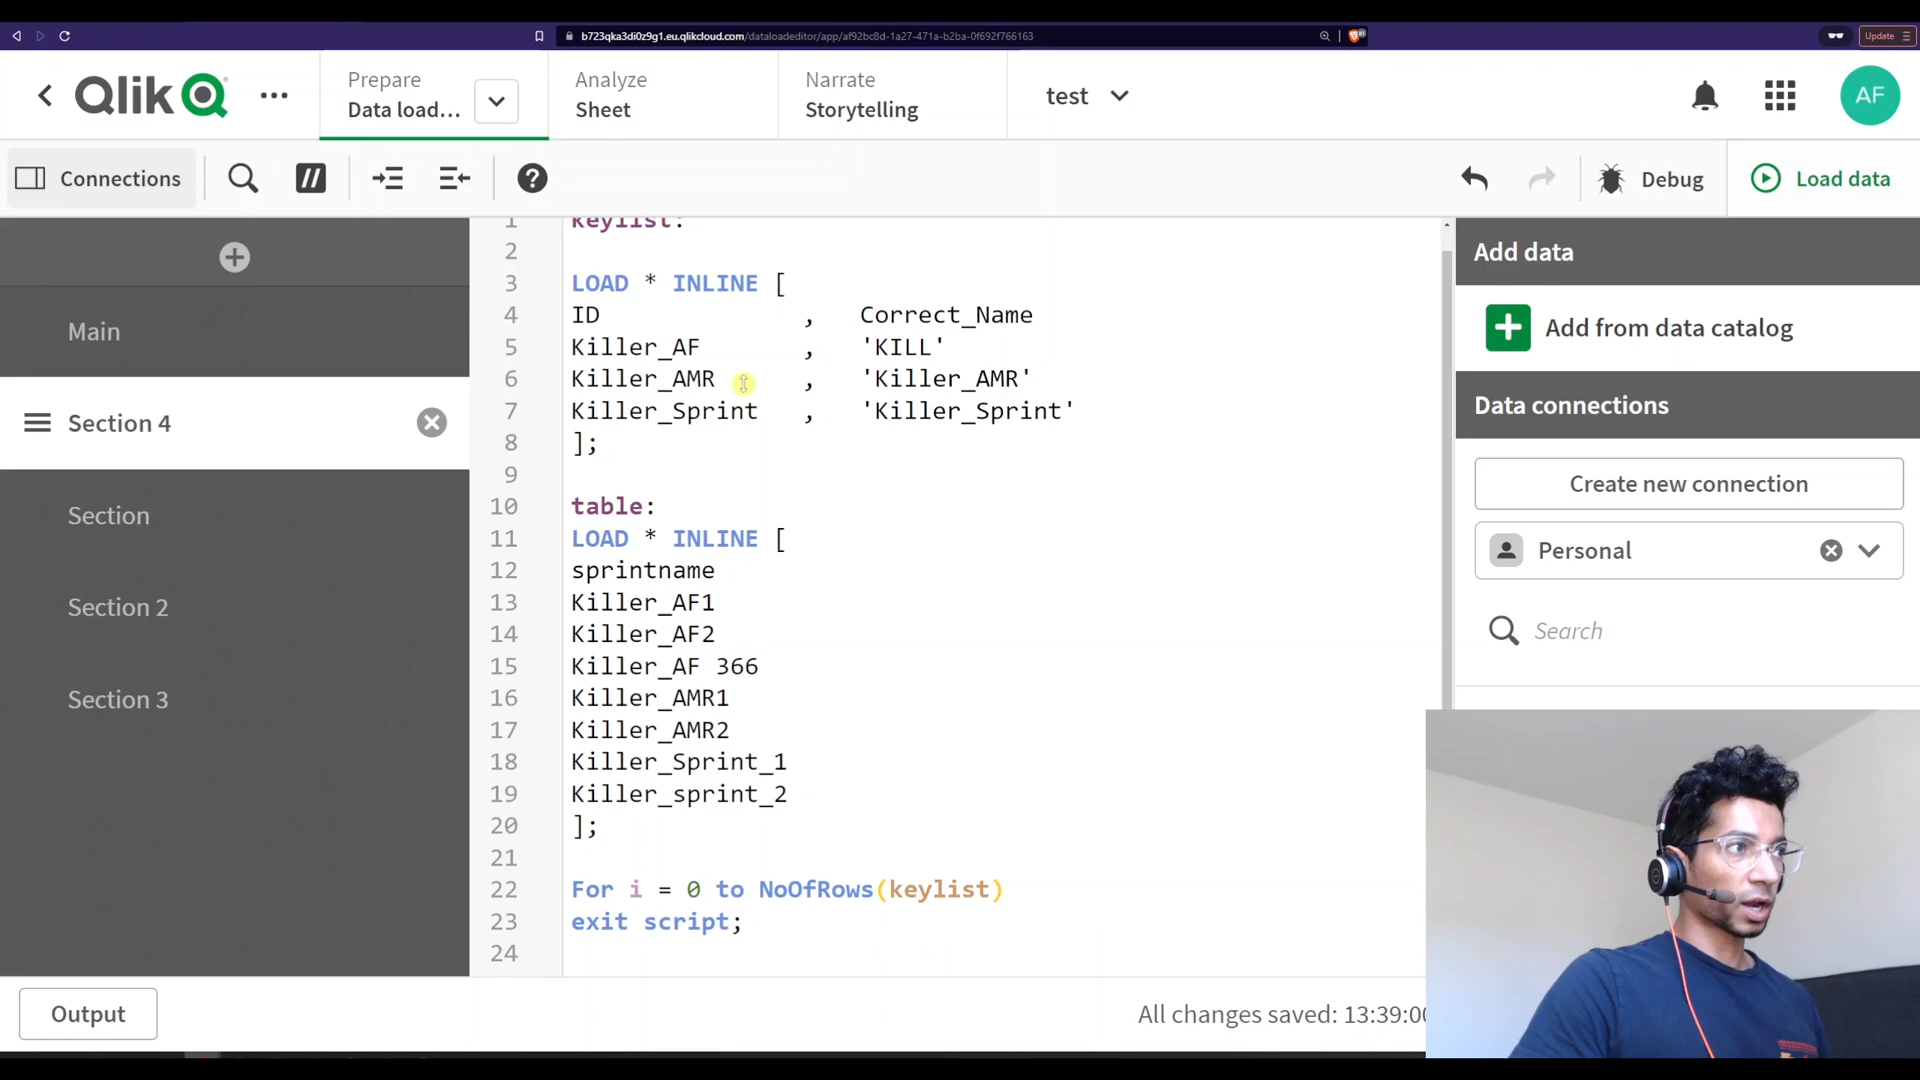 b723qka3di0z9g1.eu.qlikcloud.com/dataloadeditor/app/af92bc8d-1a27-471a-b2ba-0f692f766163
Update
Qlik
Prepare
Data load...
Analyze
Sheet
Narrate
Storytelling
test
AF
Connections
//
?
Debug
Load data
Main
Section 4
Section
Section 2
Section 3
1 keylist:
2
3 LOAD * INLINE [
4 ID , Correct_Name
5 Killer_AF , 'KILL'
6 Killer_AMR , 'Killer_AMR'
7 Killer_Sprint , 'Killer_Sprint'
8 ];
9
10 table:
11 LOAD * INLINE [
12 sprintname
13 Killer_AF1
14 Killer_AF2
15 Killer_AF 366
16 Killer_AMR1
17 Killer_AMR2
18 Killer_Sprint_1
19 Killer_sprint_2
20 ];
21
22 For i = 0 to NoOfRows(keylist)
23 exit script;
24
Add data
Add from data catalog
Data connections
Create new connection
Personal
Search
Output
All changes saved: 13:39:00